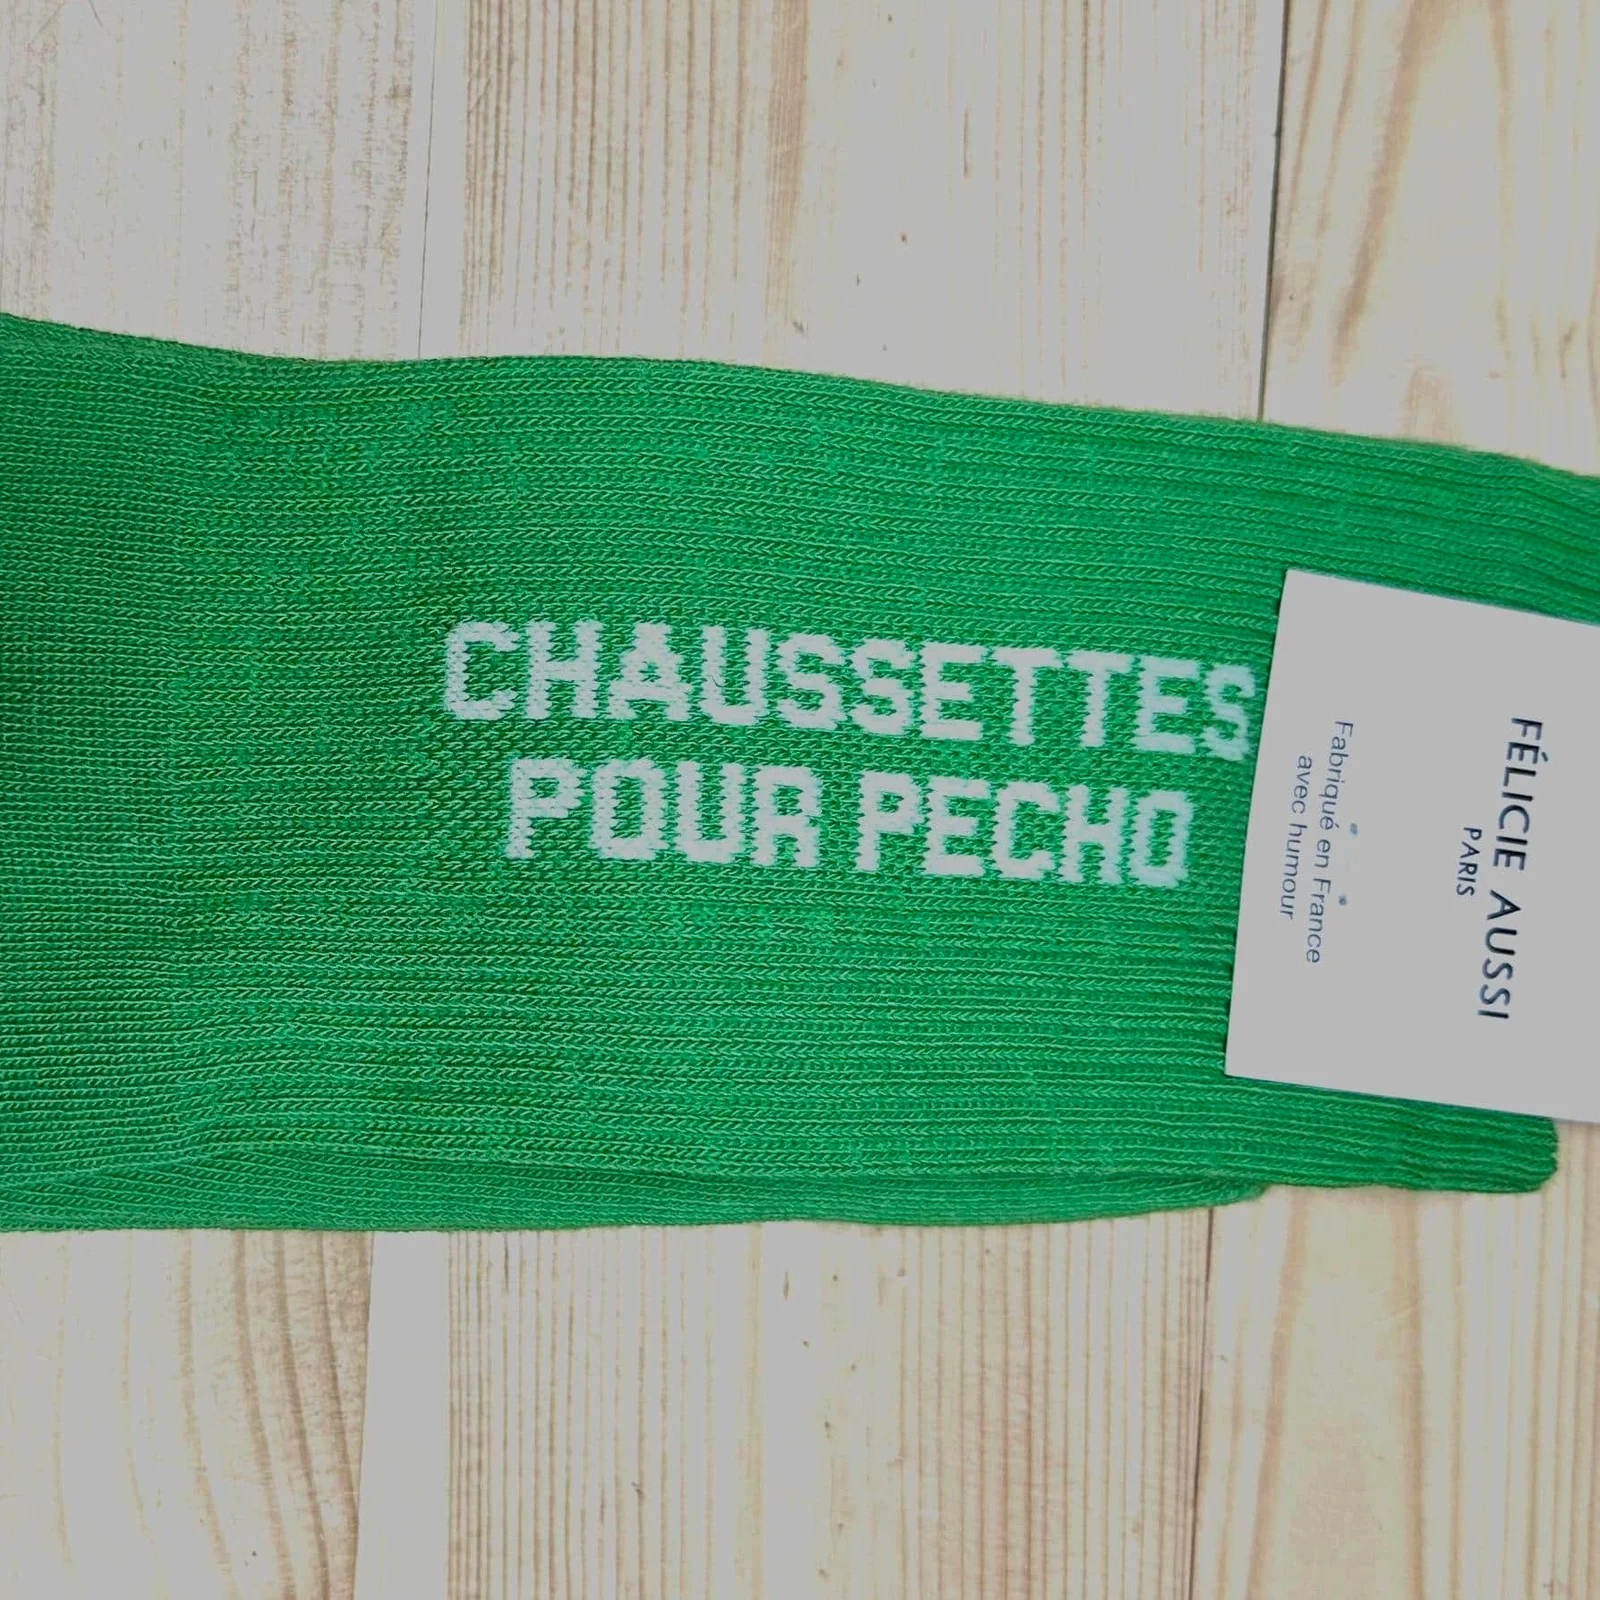 CHAUSSETTES
POUR PECHO
FÉLICIE AUSSI
PARIS
Fabriqué en France
avec humour